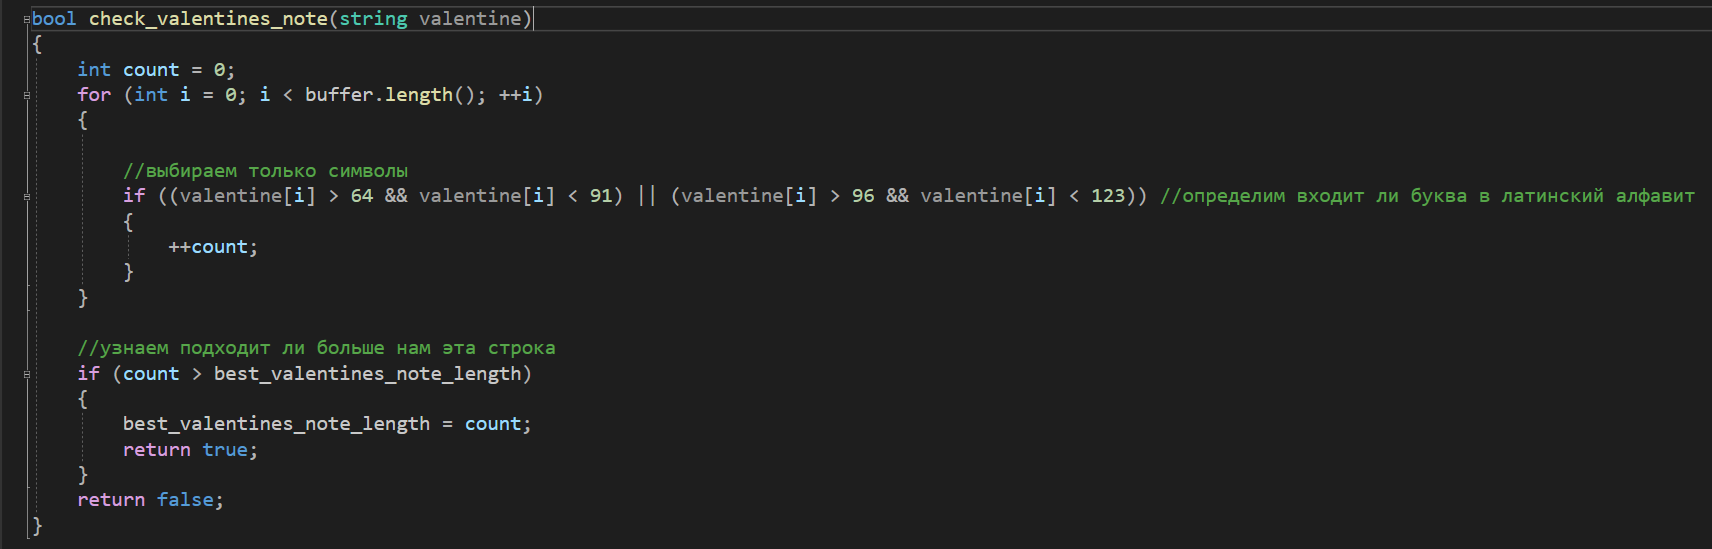 bool check_valentines_note(string valentine)
{
int count = 0;
for (int i = 0; i < buffer.length(); ++i)
{
//выбираем только символы
if ((valentine[i] > 64 && valentine[i] < 91) || (valentine[i] > 96 && valentine[i] < 123)) //определим входит ли буква в латинский алфавит
{
++count;
}
}
//узнаем подходит ли больше нам эта строка
if (count > best_valentines_note_length)
{
best_valentines_note_length = count;
return true;
}
return false;
}